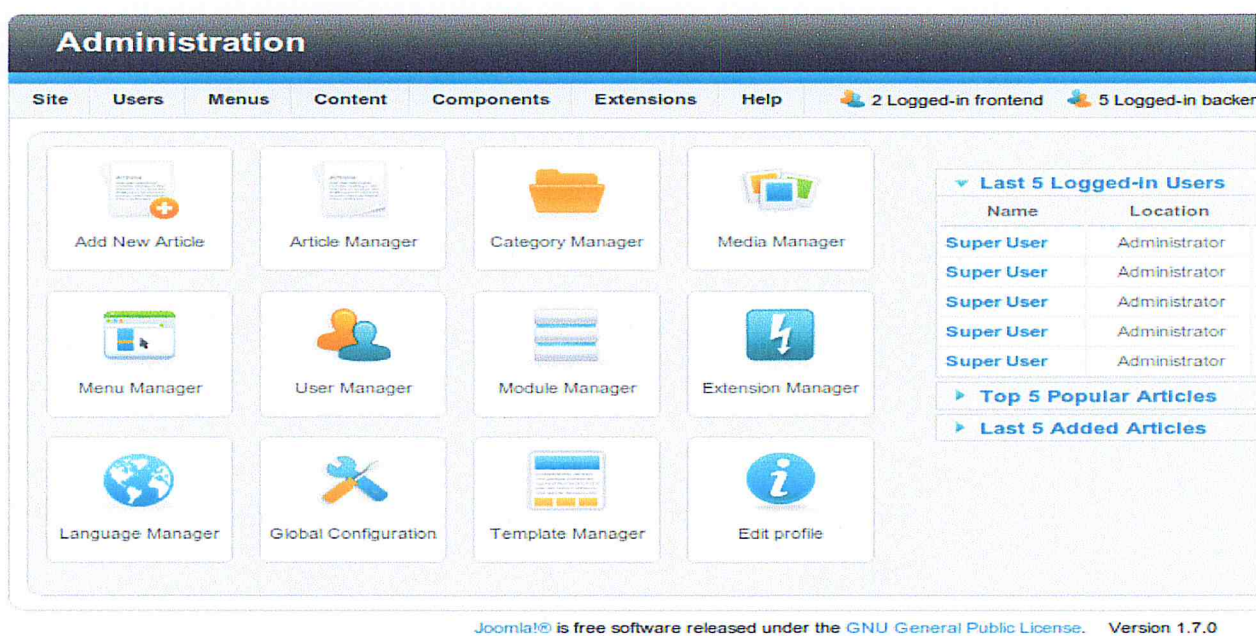 Administration
Site Users Menus Content Components Extensions Help 2 Logged-in frontend 5 Logged-in backen
Add New Article Article Manager Category Manager Media Manager
Menu Manager User Manager Module Manager Extension Manager
Language Manager Global Configuration Template Manager Edit profile
Last 5 Logged-in Users
Name Location
Super User Administrator
Super User Administrator
Super User Administrator
Super User Administrator
Super User Administrator
Top 5 Popular Articles
Last 5 Added Articles
Joomla!® is free software released under the GNU General Public License. Version 1.7.0